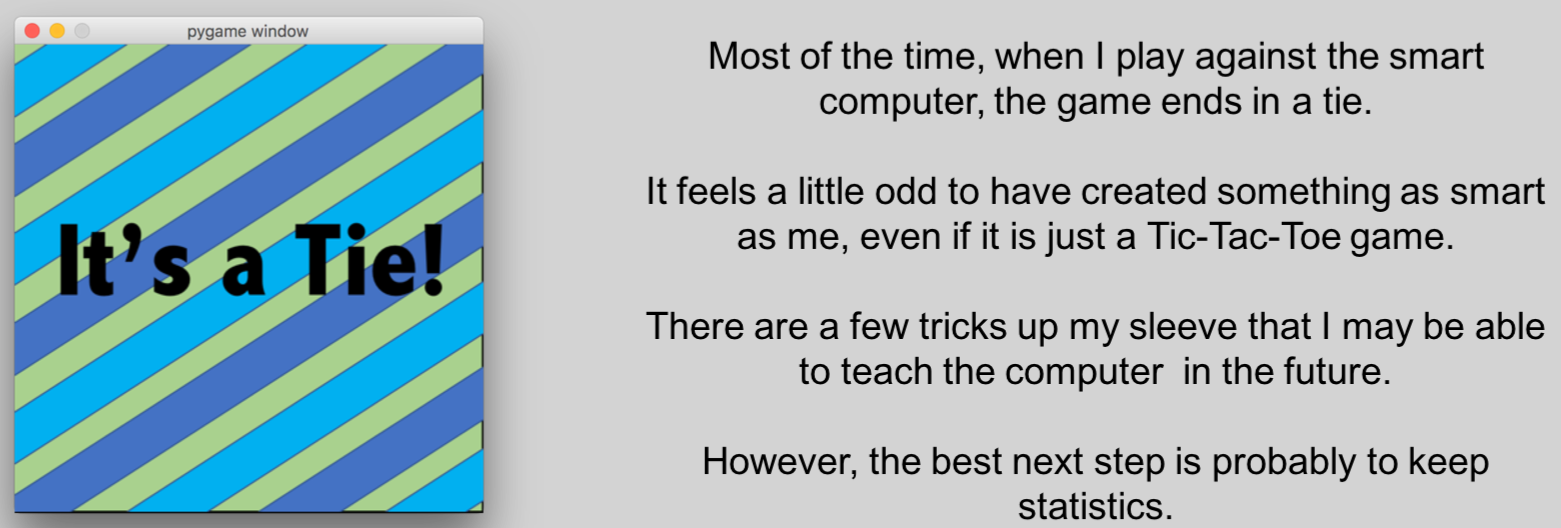 pygame window
It's a Tie!
Most of the time, when I play against the smart
computer, the game ends in a tie.
It feels a little odd to have created something as smart
as me, even if it is just a Tic-Tac-Toe game.
There are a few tricks up my sleeve that I may be able
to teach the computer  in the future.
However, the best next step is probably to keep
statistics.